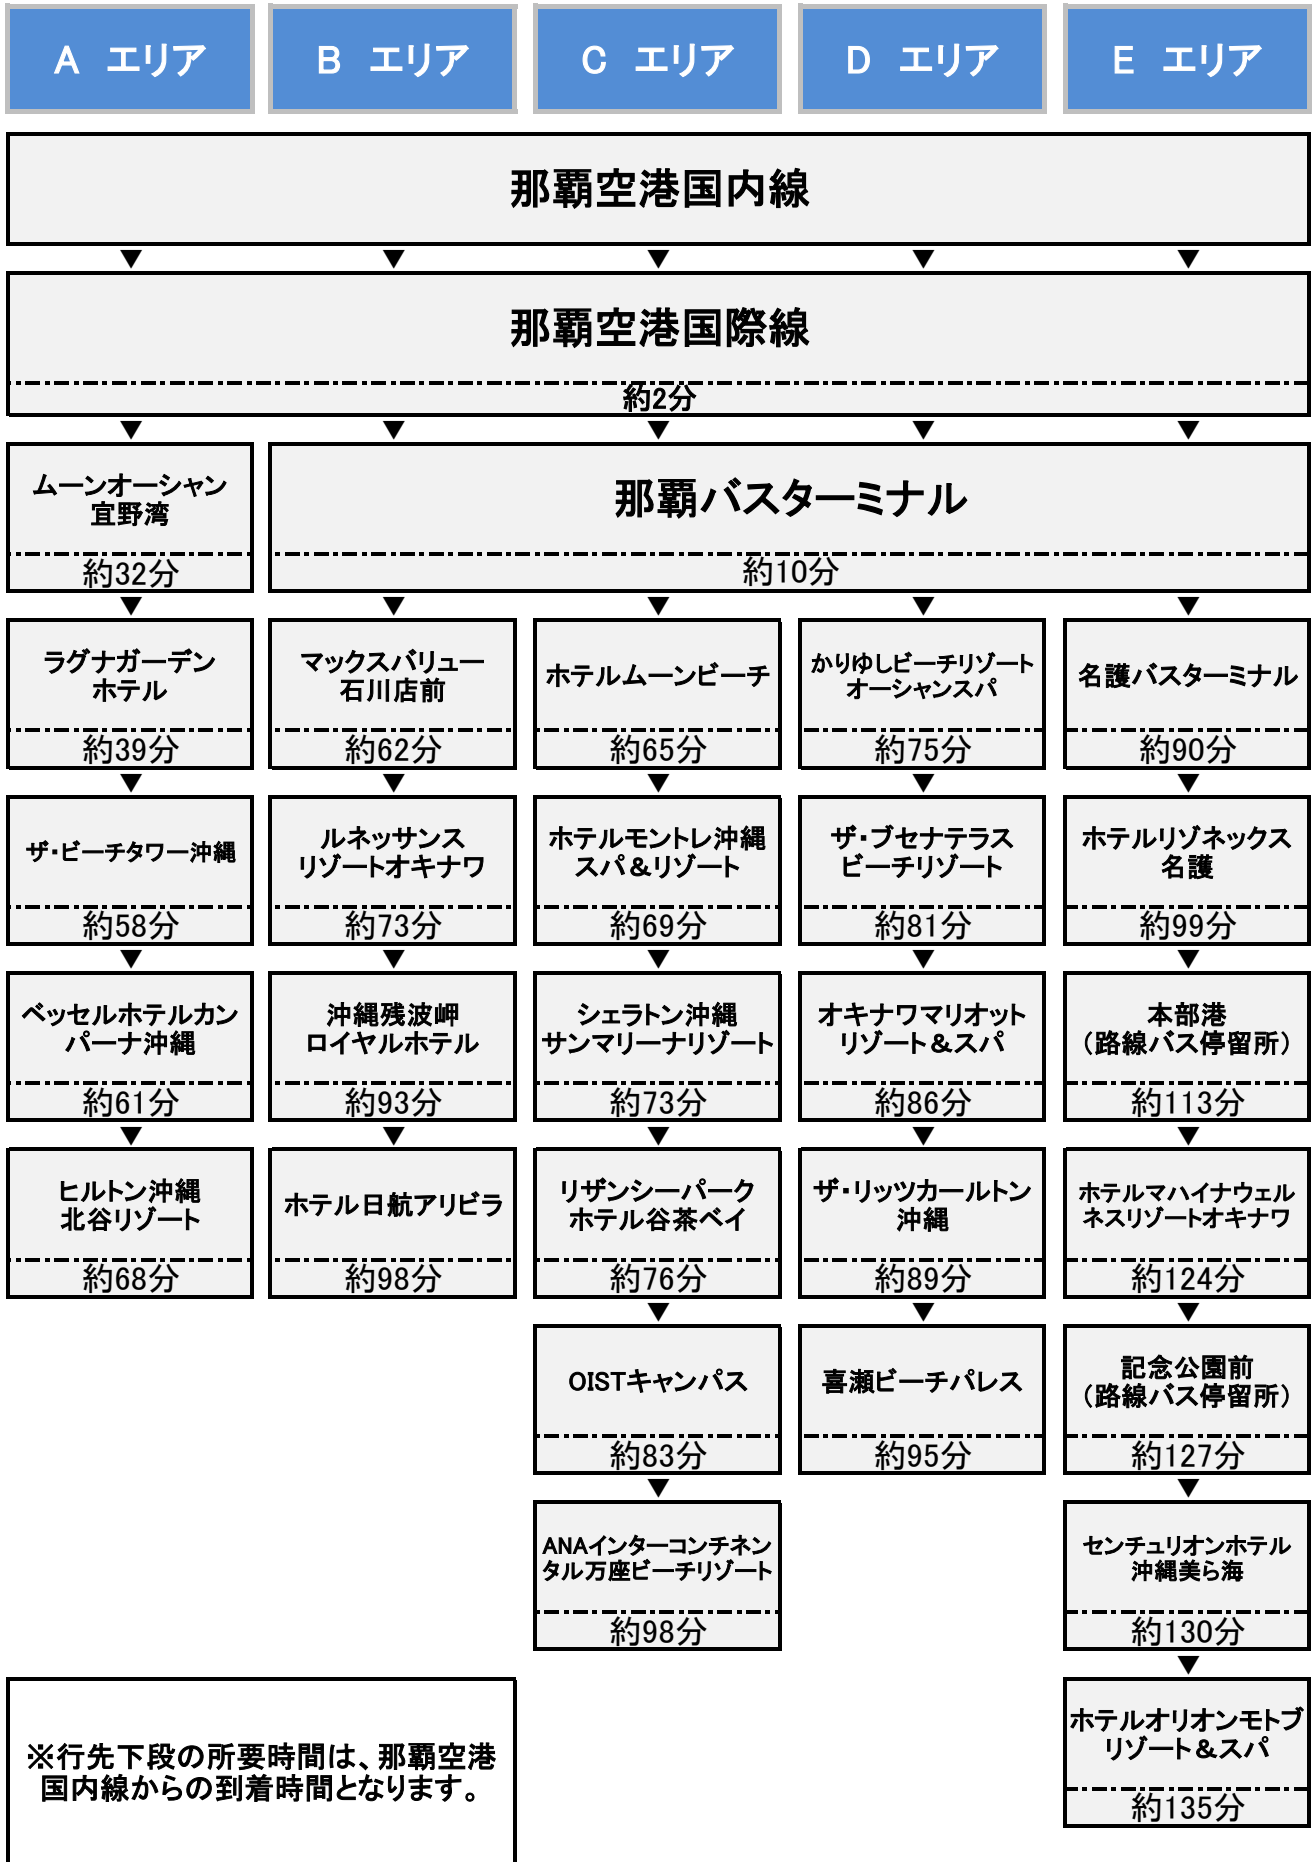 A エリア
B エリア
C エリア
D エリア
E エリア
那覇空港国内線
▼ ▼ ▼ ▼ ▼
那覇空港国際線
約2分
▼ ▼ ▼ ▼ ▼
ムーンオーシャン
宜野湾
約32分
那覇バスターミナル
約10分
▼ ▼ ▼ ▼ ▼
ラグナガーデン
ホテル
約39分
マックスバリュー
石川店前
約62分
ホテルムーンビーチ
約65分
かりゆしビーチリゾート
オーシャンスパ
約75分
名護バスターミナル
約90分
▼ ▼ ▼ ▼ ▼
ザ・ビーチタワー沖縄
約58分
ルネッサンス
リゾートオキナワ
約73分
ホテルモントレ沖縄
スパ&リゾート
約69分
ザ・ブセナテラス
ビーチリゾート
約81分
ホテルリゾネックス
名護
約99分
▼ ▼ ▼ ▼ ▼
ベッセルホテルカン
パーナ沖縄
約61分
沖縄残波岬
ロイヤルホテル
約93分
シェラトン沖縄
サンマリーナリゾート
約73分
オキナワマリオット
リゾート&スパ
約86分
本部港
(路線バス停留所)
約113分
▼ ▼ ▼ ▼ ▼
ヒルトン沖縄
北谷リゾート
約68分
ホテル日航アリビラ
約98分
リザンシーパーク
ホテル谷茶ベイ
約76分
ザ・リッツカールトン
沖縄
約89分
ホテルマハイナウェル
ネスリゾートオキナワ
約124分
▼ ▼ ▼
OISTキャンパス
約83分
喜瀬ビーチパレス
約95分
記念公園前
(路線バス停留所)
約127分
▼ ▼
ANAインターコンチネン
タル万座ビーチリゾート
約98分
センチュリオンホテル
沖縄美ら海
約130分
▼
ホテルオリオンモトブ
リゾート&スパ
約135分
※行先下段の所要時間は、那覇空港
国内線からの到着時間となります。